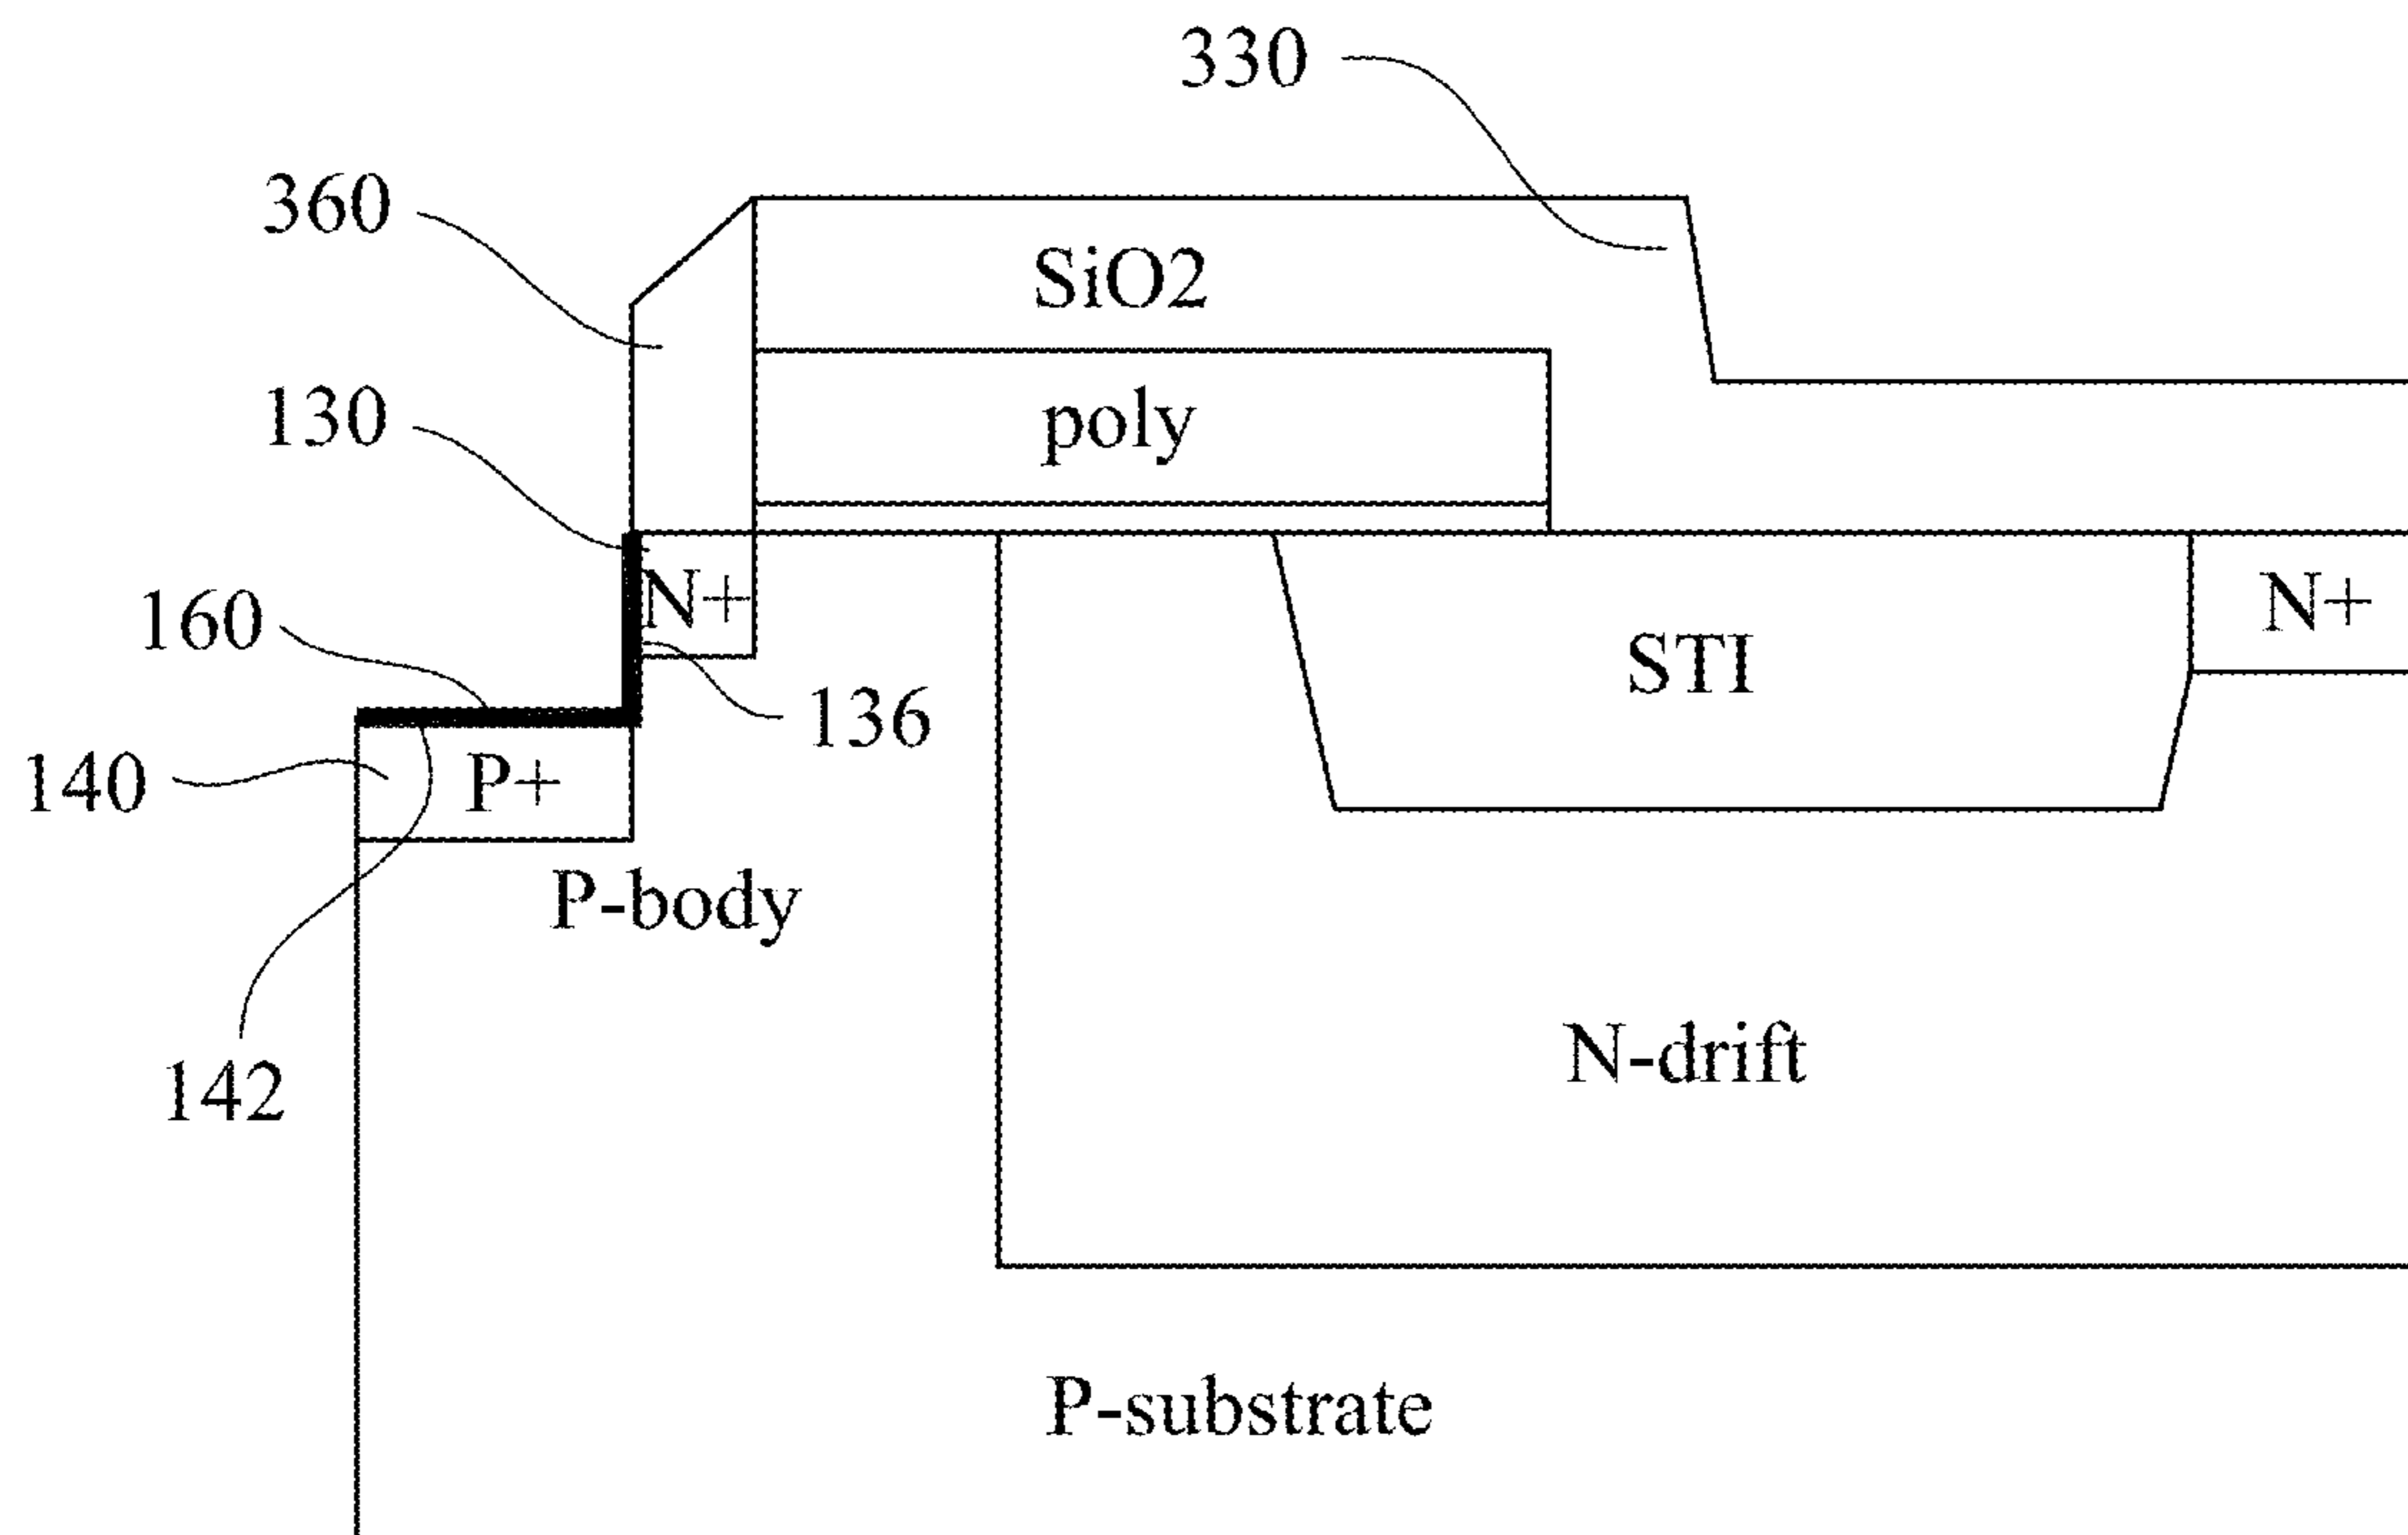 330
360
SiO2
130
poly
160
N+
N+
STI
136
140
P+
P-body
142
N-drift
P-substrate